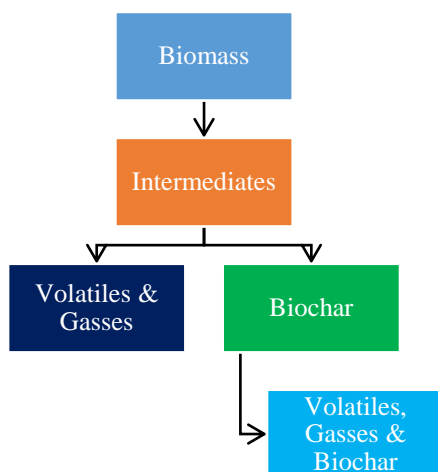 Biomass
Intermediates
Volatiles &
Gasses
Biochar
Volatiles,
Gasses &
Biochar